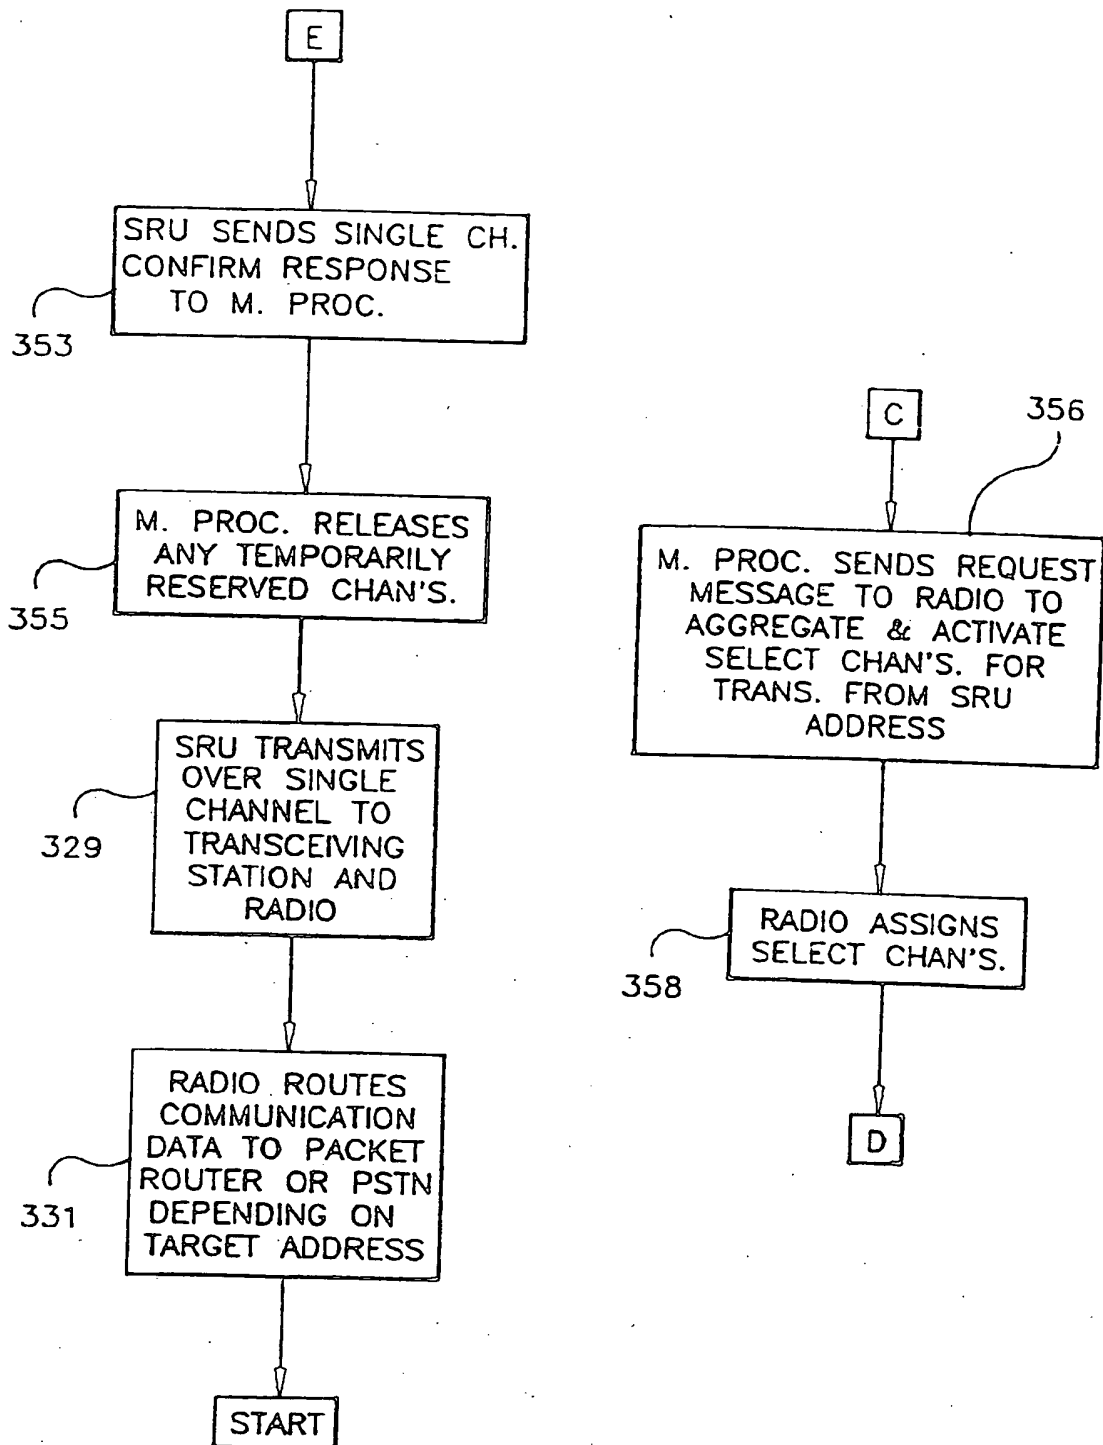 E
SRU SENDS SINGLE CH.
CONFIRM RESPONSE
TO M. PROC.
353
M. PROC. RELEASES
ANY TEMPORARILY
RESERVED CHAN'S.
355
SRU TRANSMITS
OVER SINGLE
CHANNEL TO
TRANSCEIVING
STATION AND
RADIO
329
RADIO ROUTES
COMMUNICATION
DATA TO PACKET
ROUTER OR PSTN
DEPENDING ON
TARGET ADDRESS
331
START
C
356
M. PROC. SENDS REQUEST
MESSAGE TO RADIO TO
AGGREGATE & ACTIVATE
SELECT CHAN'S. FOR
TRANS. FROM SRU
ADDRESS
RADIO ASSIGNS
SELECT CHAN'S.
358
D